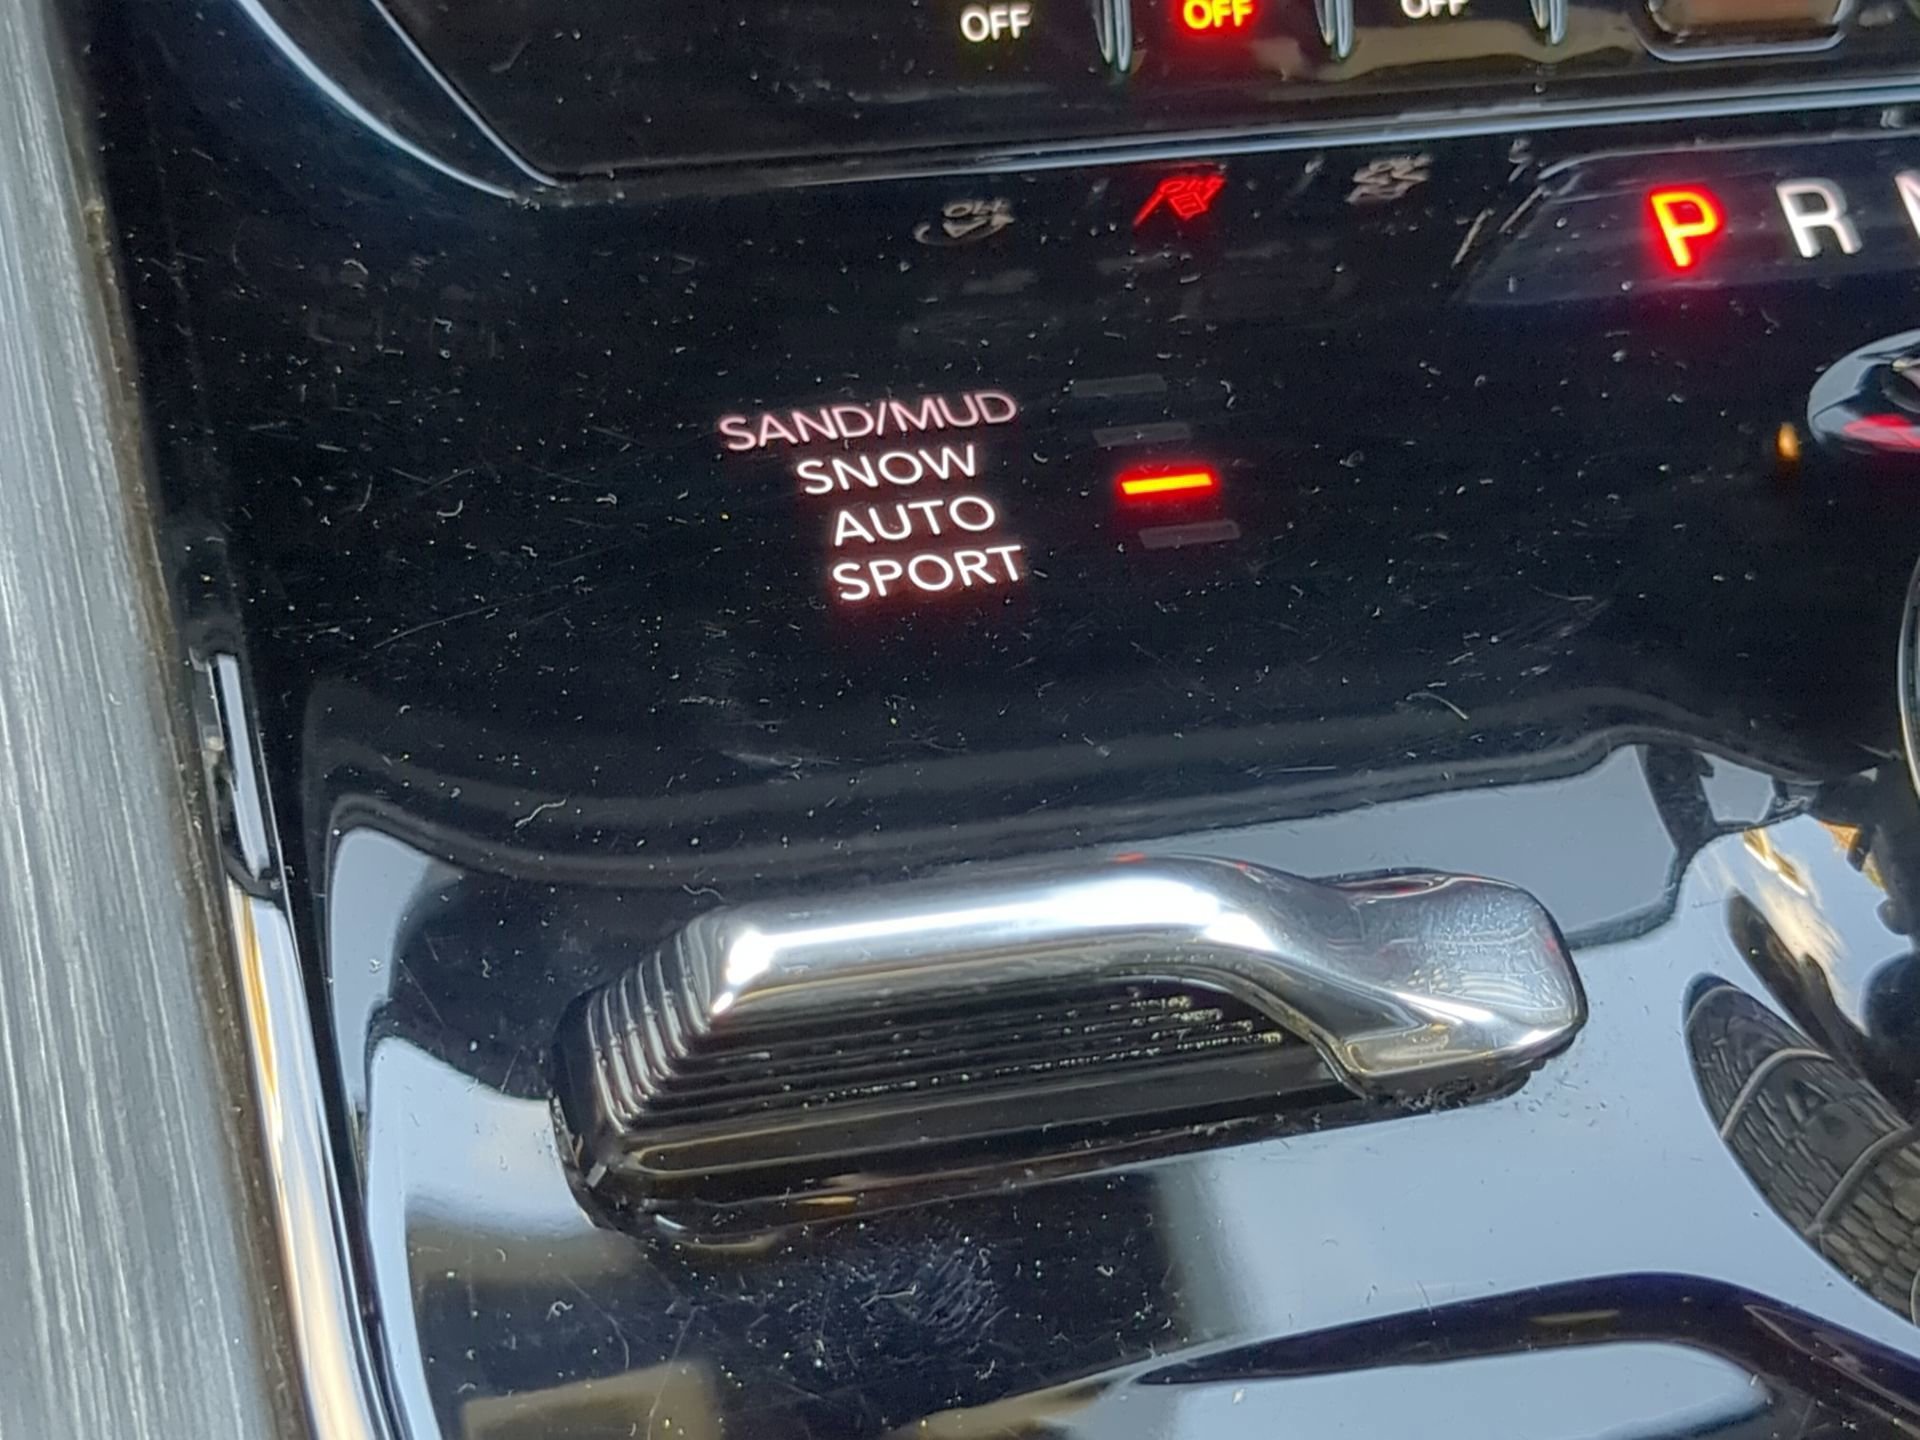 OFF OFF OFF
P R
SAND/MUD
SNOW
AUTO
SPORT